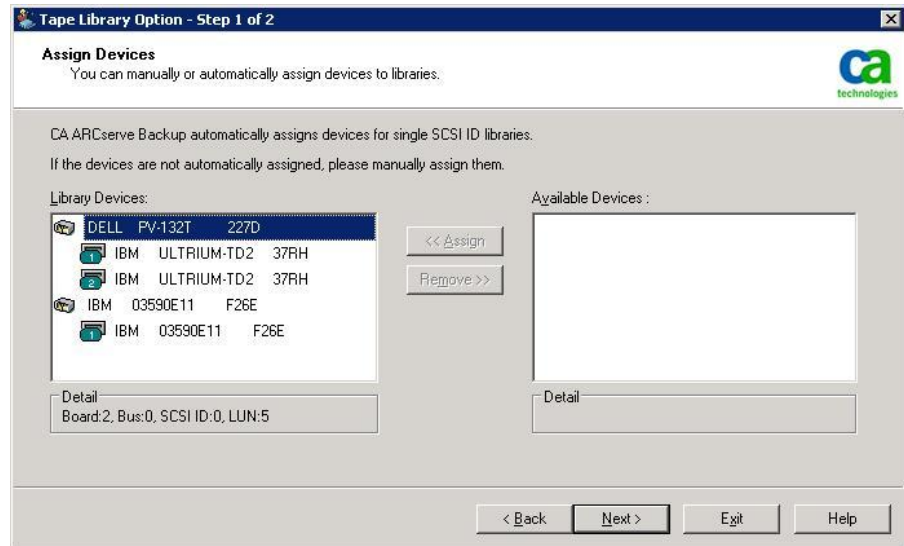 Tape Library Option - Step 1 of 2
Assign Devices
You can manually or automatically assign devices to libraries.
ca
technologies
CA ARCserve Backup automatically assigns devices for single SCSI ID libraries.
If the devices are not automatically assigned, please manually assign them.
Library Devices:
Available Devices :
DELL PV-132T 227D
1 IBM ULTRIUM-TD2 37RH
2 IBM ULTRIUM-TD2 37RH
IBM 03590E11 F26E
1 IBM 03590E11 F26E
<< Assign
Remove >>
Detail
Board:2, Bus:0, SCSI ID:0, LUN:5
Detail
< Back
Next >
Exit
Help